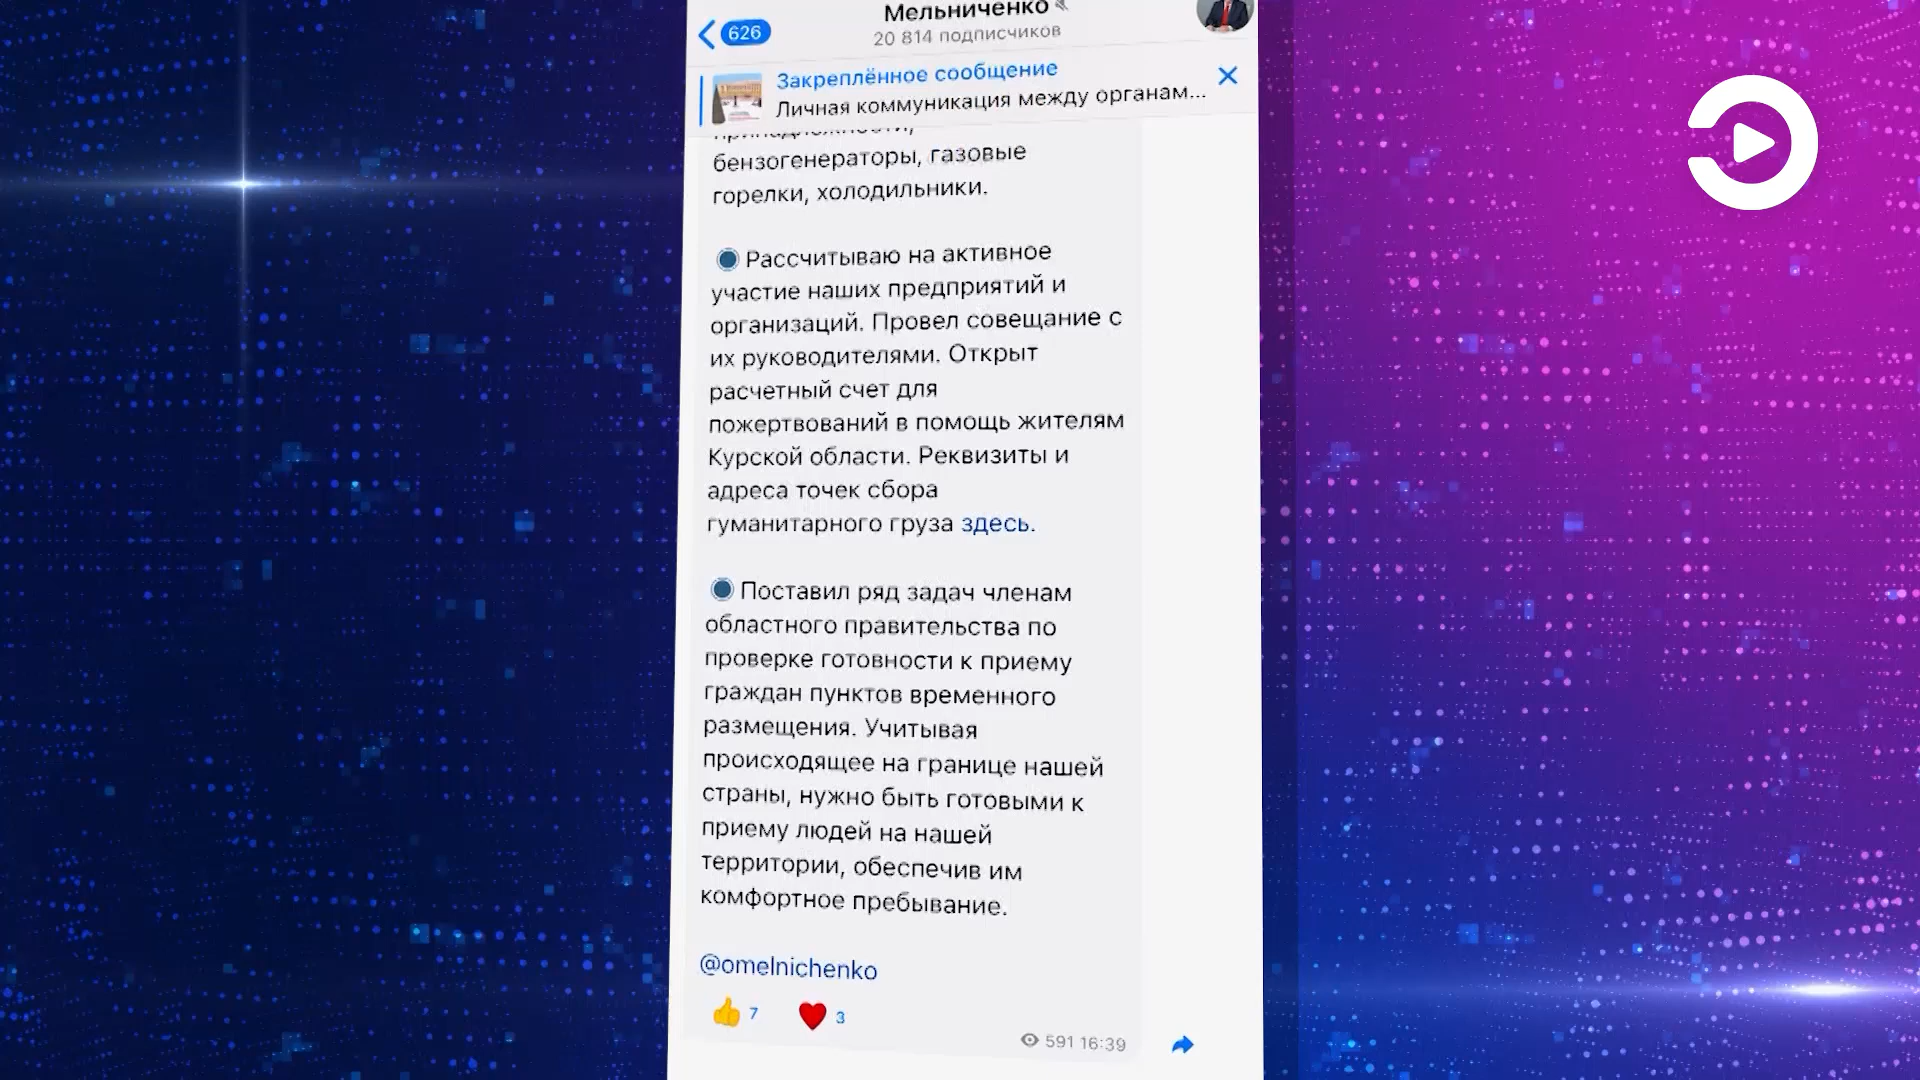 Мельниченко
626
20 814 подписчиков
Закреплённое сообщение
Личная коммуникация между органам...
принадлежности,
бензогенераторы, газовые
горелки, холодильники.
Рассчитываю на активное
участие наших предприятий и
организаций. Провел совещание с
их руководителями. Открыт
расчетный счет для
пожертвований в помощь жителям
Курской области. Реквизиты и
адреса точек сбора
гуманитарного груза здесь.
Поставил ряд задач членам
областного правительства по
проверке готовности к приему
граждан пунктов временного
размещения. Учитывая
происходящее на границе нашей
страны, нужно быть готовыми к
приему людей на нашей
территории, обеспечив им
комфортное пребывание.
@omelnichenko
7 3
591 16:39